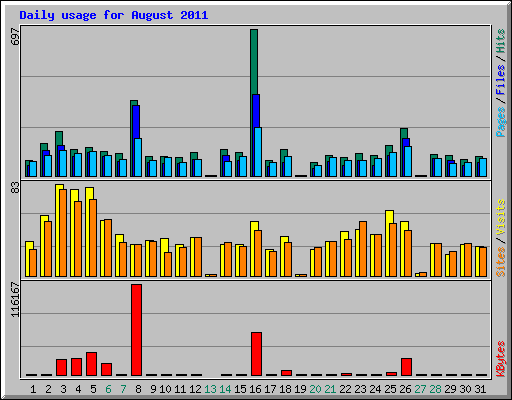 Daily usage for August 2011
697
Pages / Files / Hits
83
Sites / Visits
116167
KBytes
1 2 3 4 5 6 7 8 9 10 11 12 13 14 15 16 17 18 19 20 21 22 23 24 25 26 27 28 29 30 31